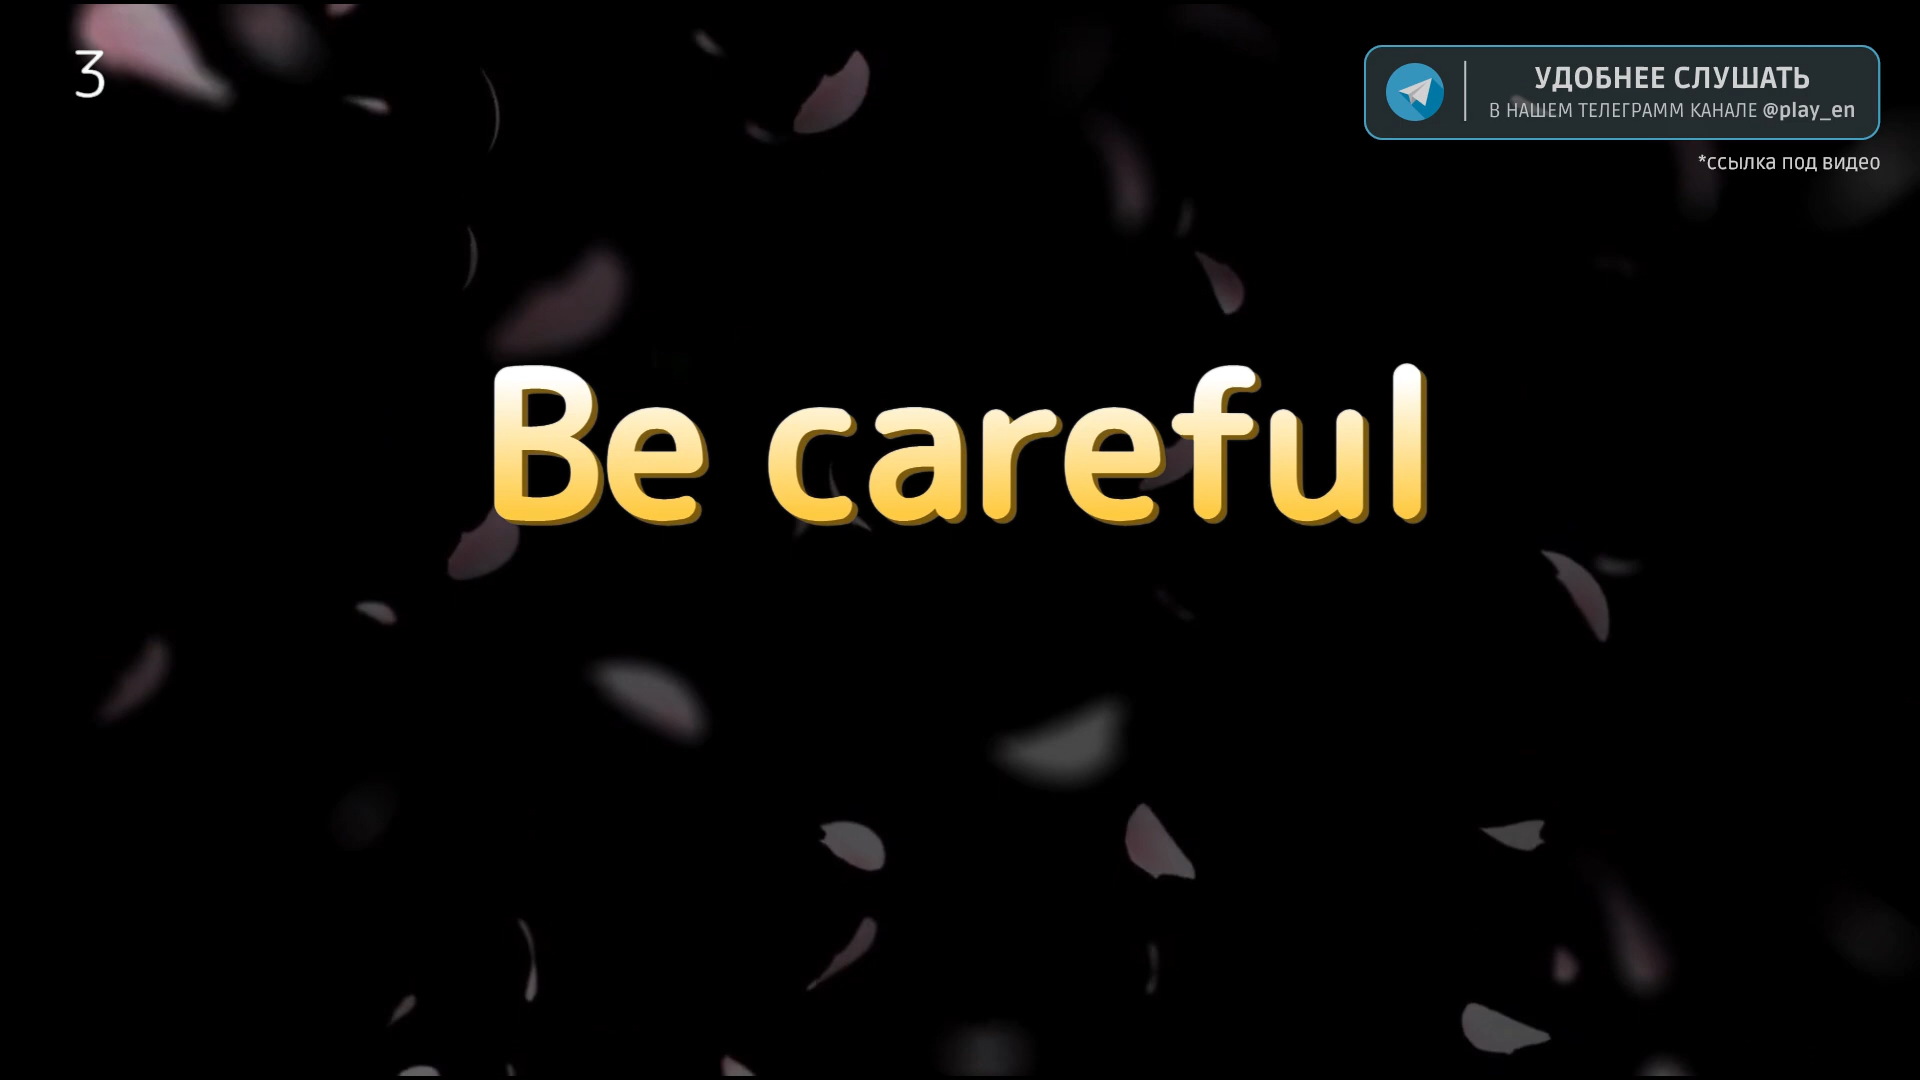 3
УДОБНЕЕ СЛУШАТЬ
В НАШЕМ ТЕЛЕГРАММ КАНАЛЕ @play_en
*ссылка под видео
Be careful